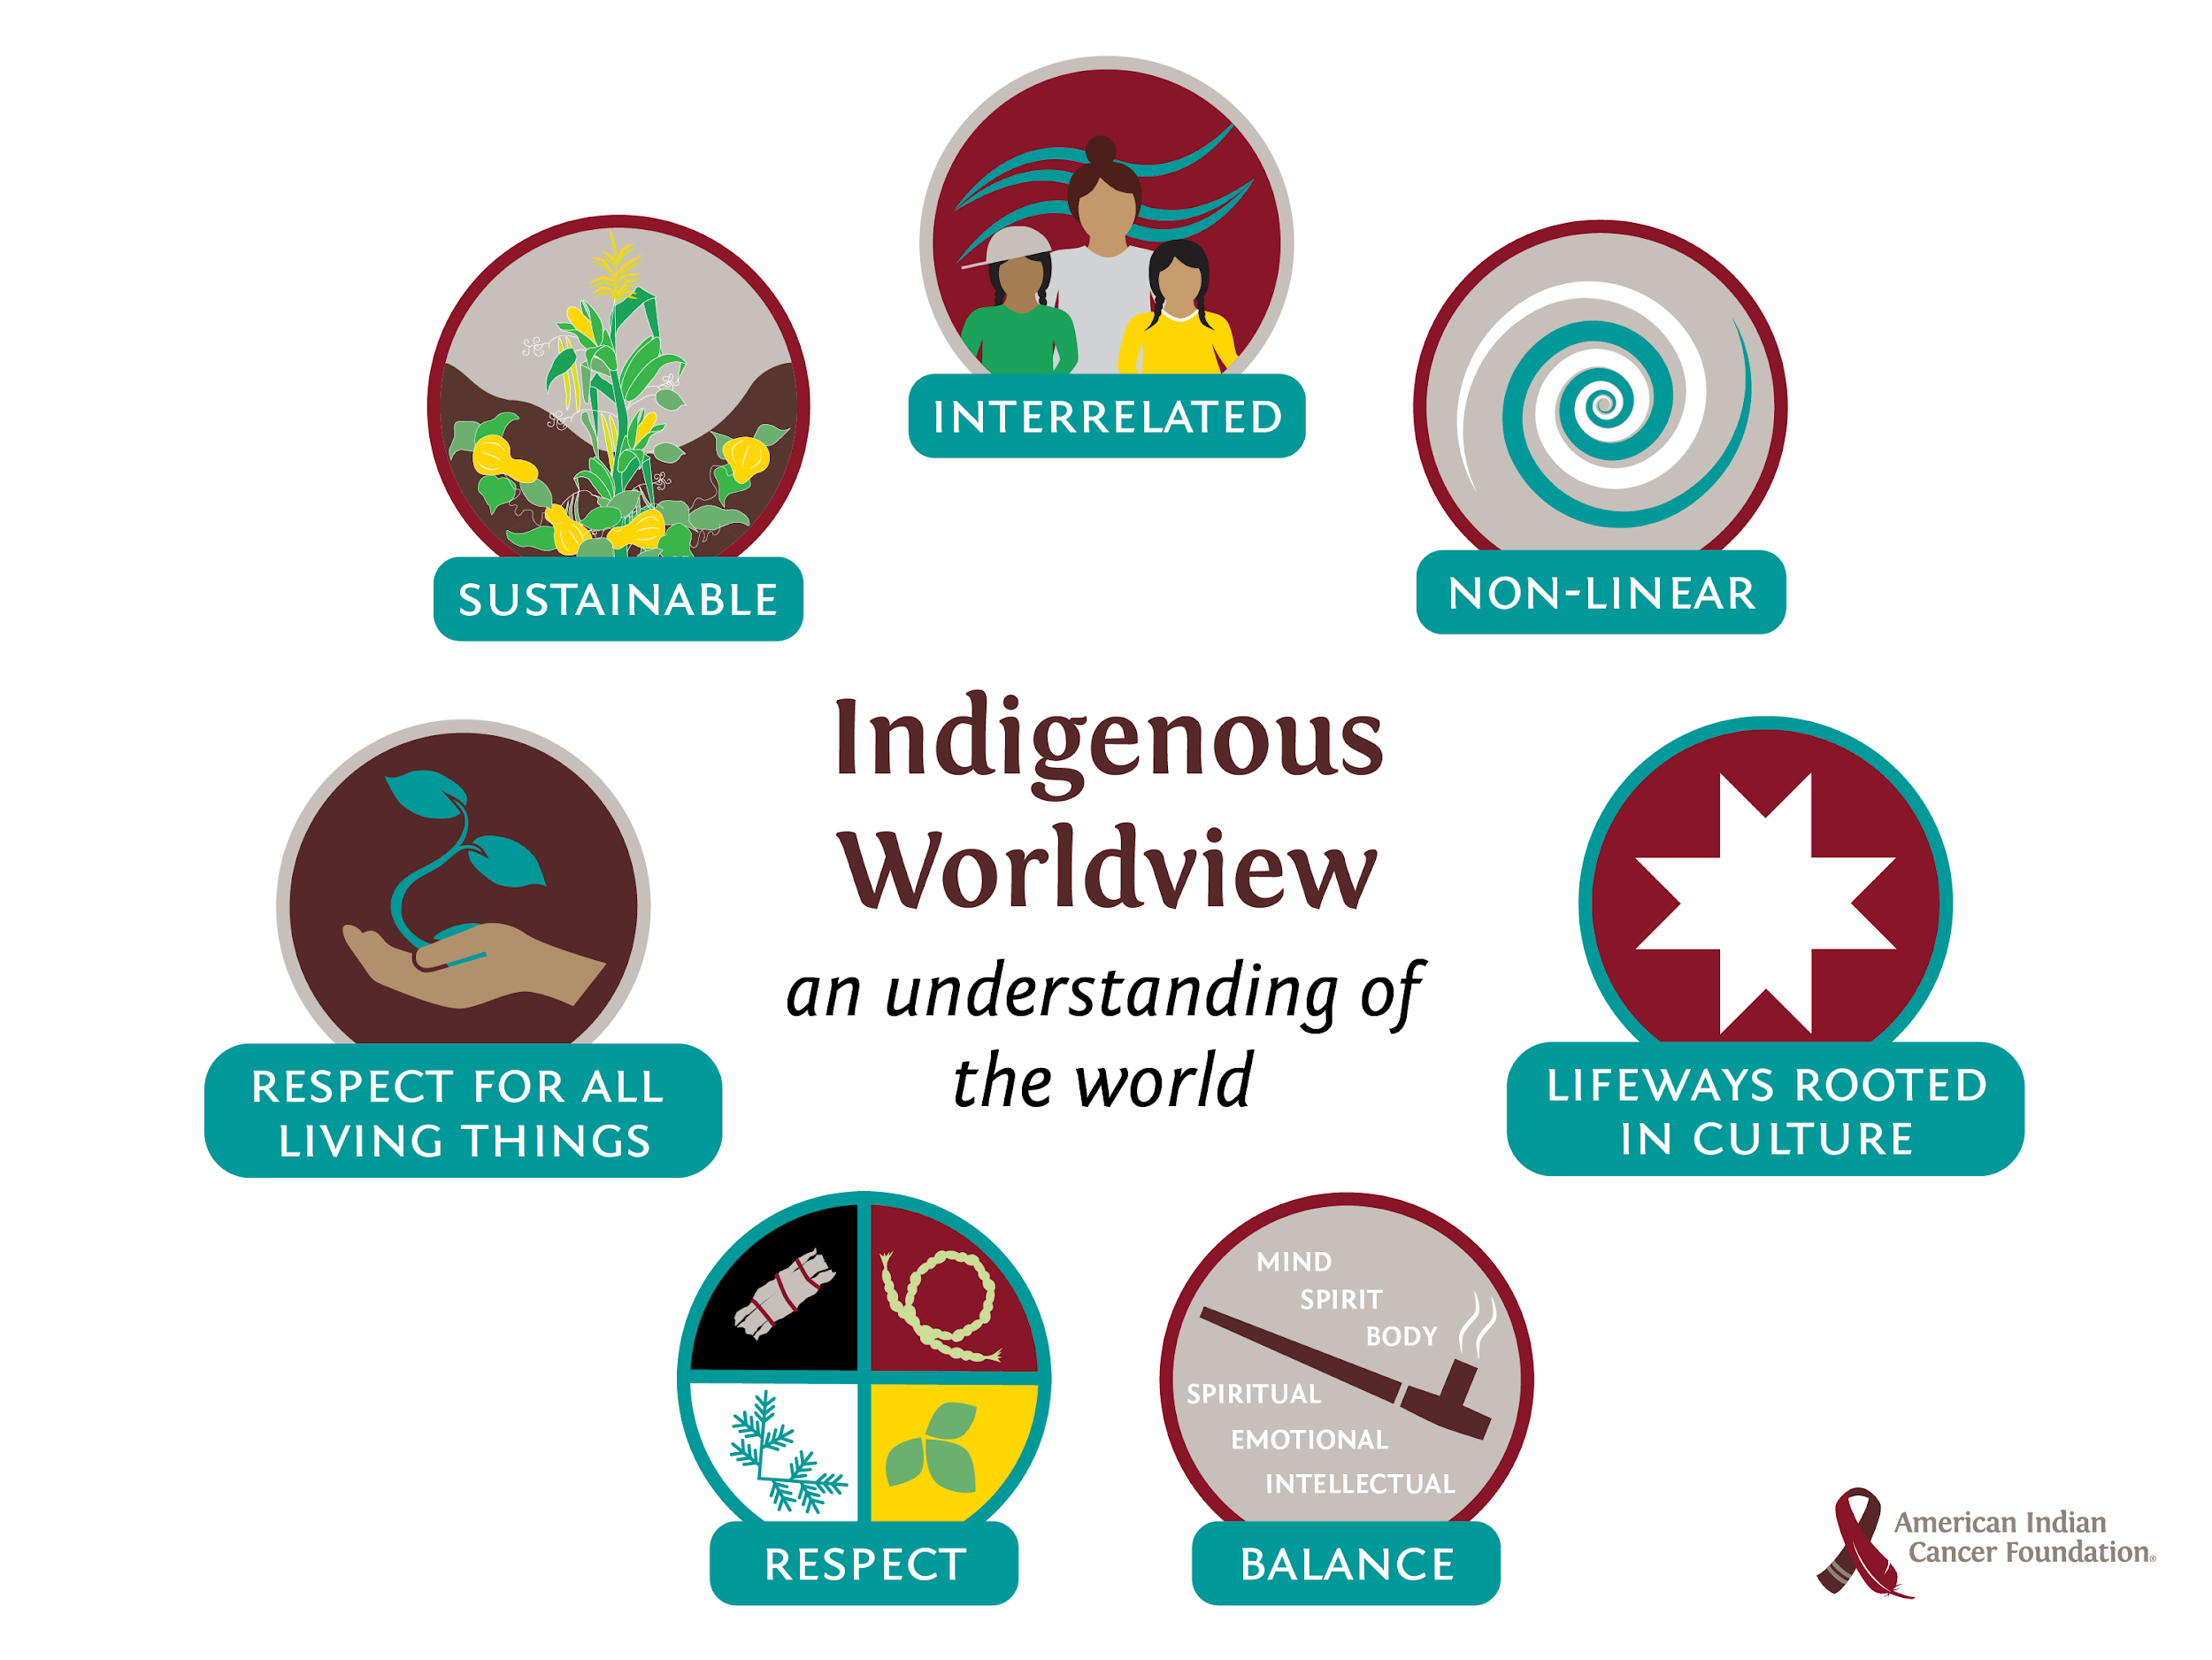 INTERRELATED
SUSTAINABLE
NON-LINEAR
Indigenous
Worldview
an understanding of
the world
RESPECT FOR ALL
LIVING THINGS
LIFEWAYS ROOTED
IN CULTURE
MIND
SPIRIT
BODY
SPIRITUAL
EMOTIONAL
INTELLECTUAL
RESPECT
BALANCE
American Indian
Cancer Foundation®